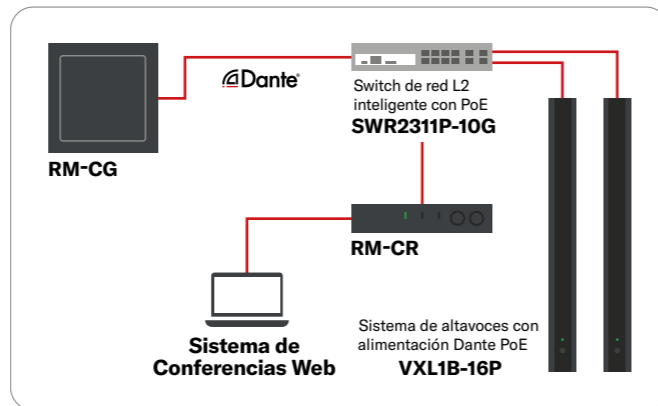 Dante
Switch de red L2
inteligente con PoE
SWR2311P-10G
RM-CG
RM-CR
Sistema de
Conferencias Web
Sistema de altavoces con
alimentación Dante PoE
VXL1B-16P